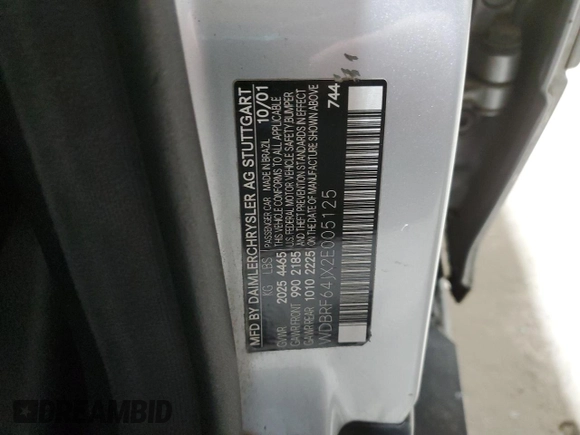 MFD BY DAIMLERCHRYSLER AG STUTTGART
PASSENGER CAR MADE IN BRAZIL 10/01
KG LBS THIS VEHICLE CONFORMS TO ALL APPLICABLE
GVWR 2025 4465 U.S. FEDERAL MOTOR VEHICLE SAFETY BUMPER
GAWR FRONT 990 2185 AND THEFT PREVENTION STANDARDS IN EFFECT
GAWR REAR 1010 2225 ON THE DATE OF MANUFACTURE SHOWN ABOVE
WDBRF64JX2E005125
744
DREAMBID